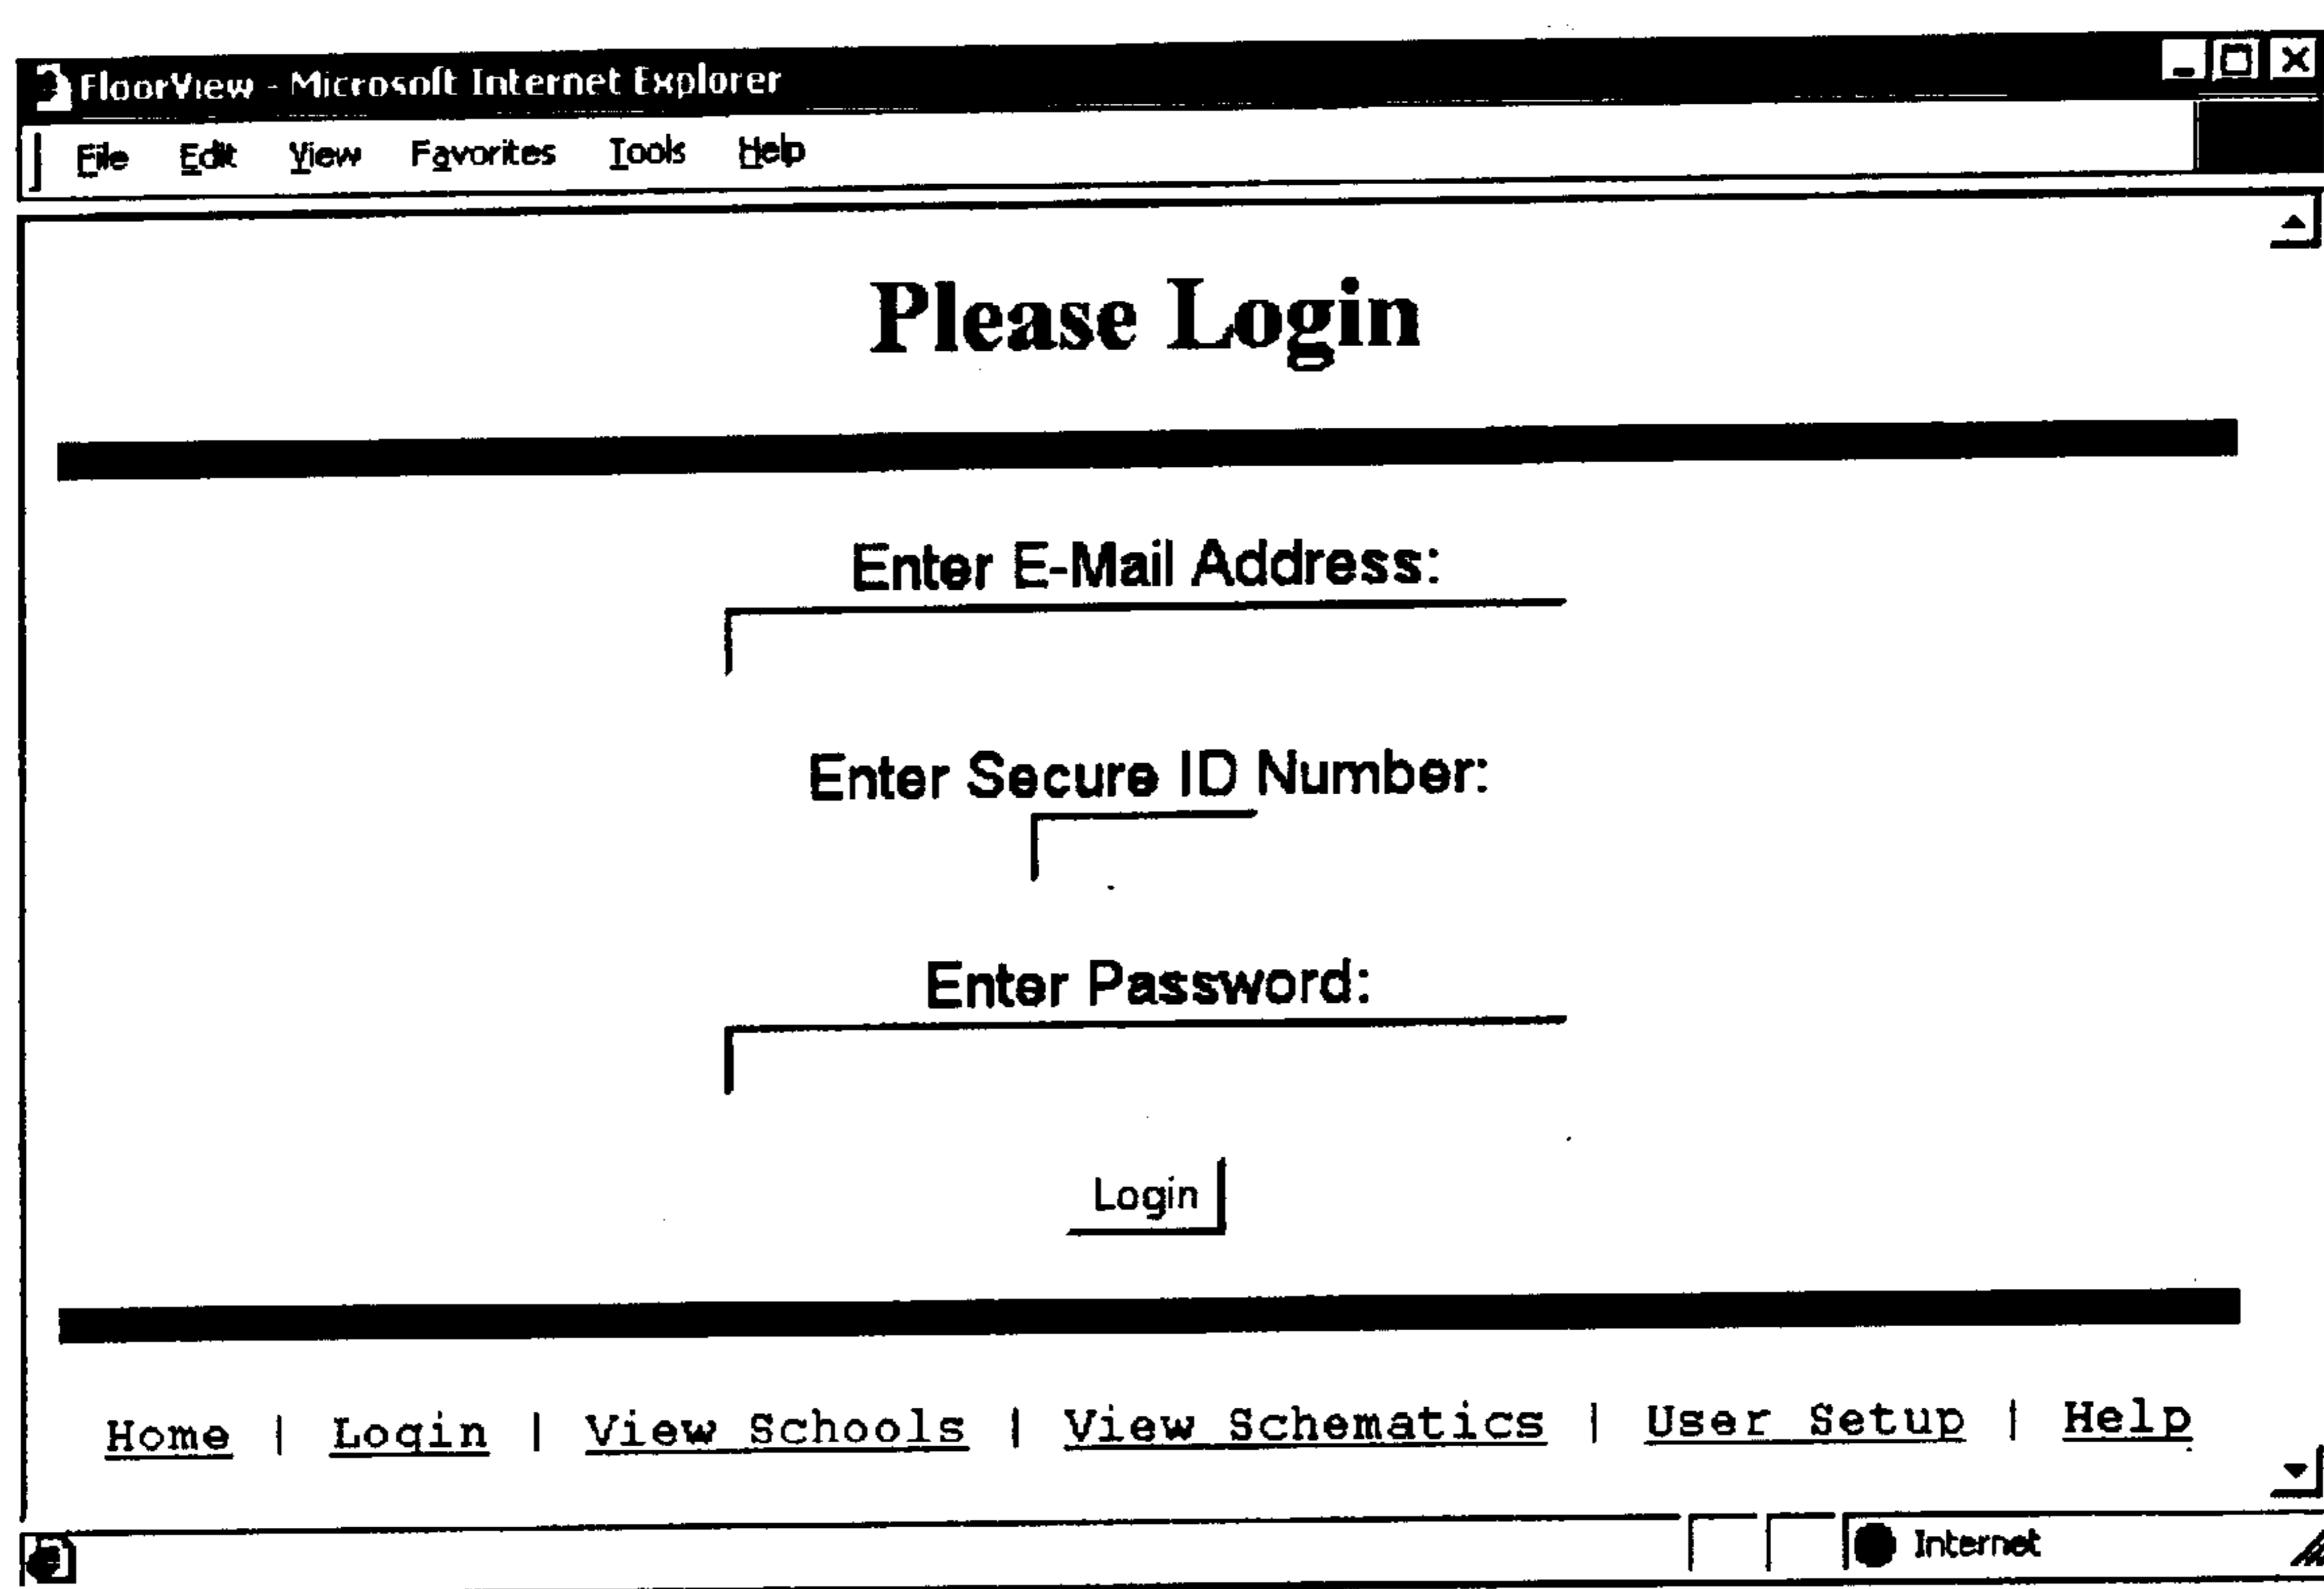 FloorView - Microsoft Internet Explorer
File Edit View Favorites Tools Help
Please Login
Enter E-Mail Address:
Enter Secure ID Number:
Enter Password:
Login
Home | Login | View Schools | View Schematics | User Setup | Help
Internet